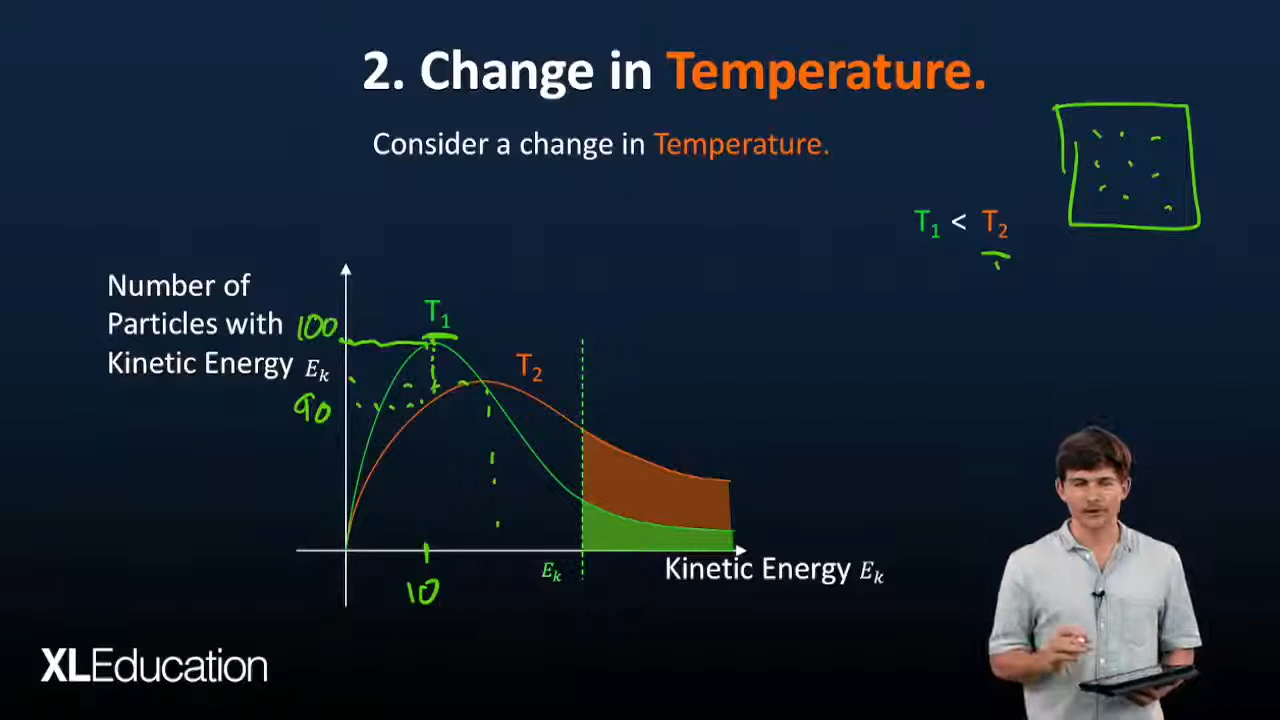 2. Change in Temperature.
Consider a change in Temperature.
T₁ < T₂
Number of
Particles with
Kinetic Energy Eₖ
100
90
T₁
T₂
Eₖ
Kinetic Energy Eₖ
10
XLEducation